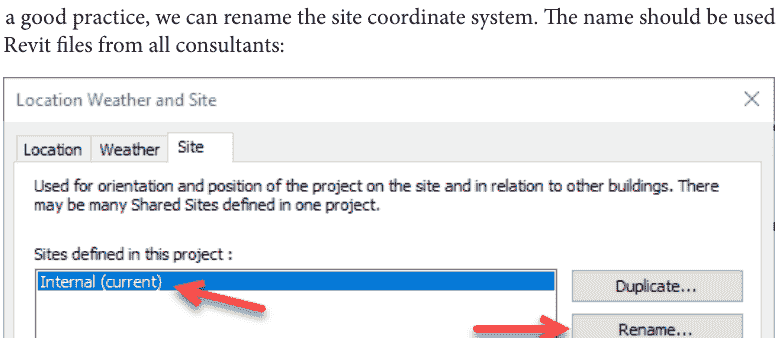 a good practice, we can rename the site coordinate system. The name should be used
Revit files from all consultants:
Location Weather and Site
Location Weather Site
Used for orientation and position of the project on the site and in relation to other buildings. There
may be many Shared Sites defined in one project.
Sites defined in this project :
Internal (current)
Duplicate...
Rename...